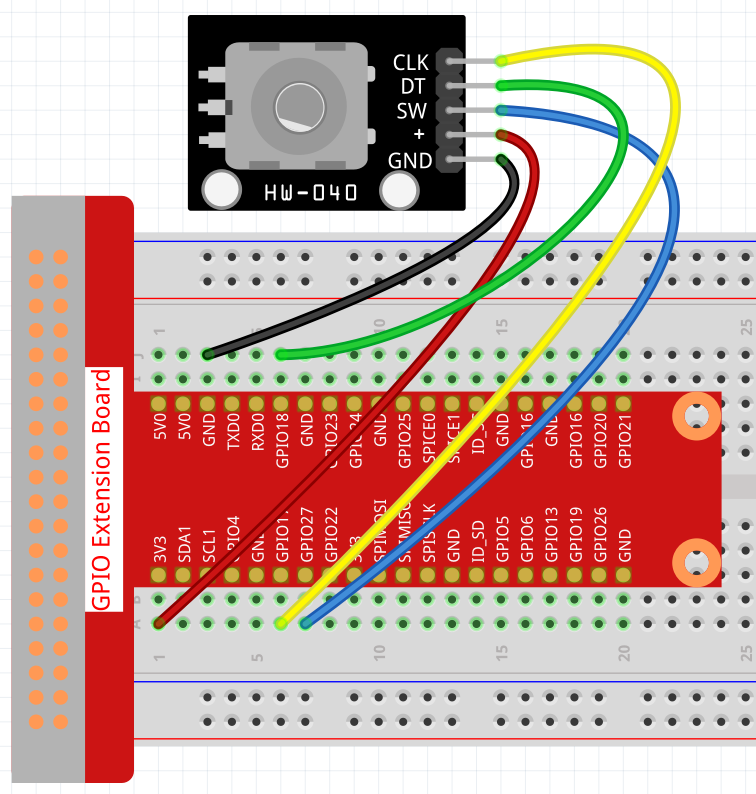 CLK
DT
SW
+
GND
HW-040
1
10
15
25
J
5V0
5V0
GND
TXD0
RXD0
GPIO18
GND
GPIO23
GPIO24
GND
GPIO25
SPICE0
SPICE1
GND
GPIO16
GND
GPIO16
GPIO20
GPIO21
GPIO Extension Board
3V3
SDA1
SCL1
GPIO4
GND
GPIO17
GPIO27
GPIO22
3V3
SPIMOSI
SPIMISO
SPISCLK
GND
ID_SD
GPIO5
GPIO6
GPIO13
GPIO19
GPIO26
GND
B
A
1
5
10
15
20
25